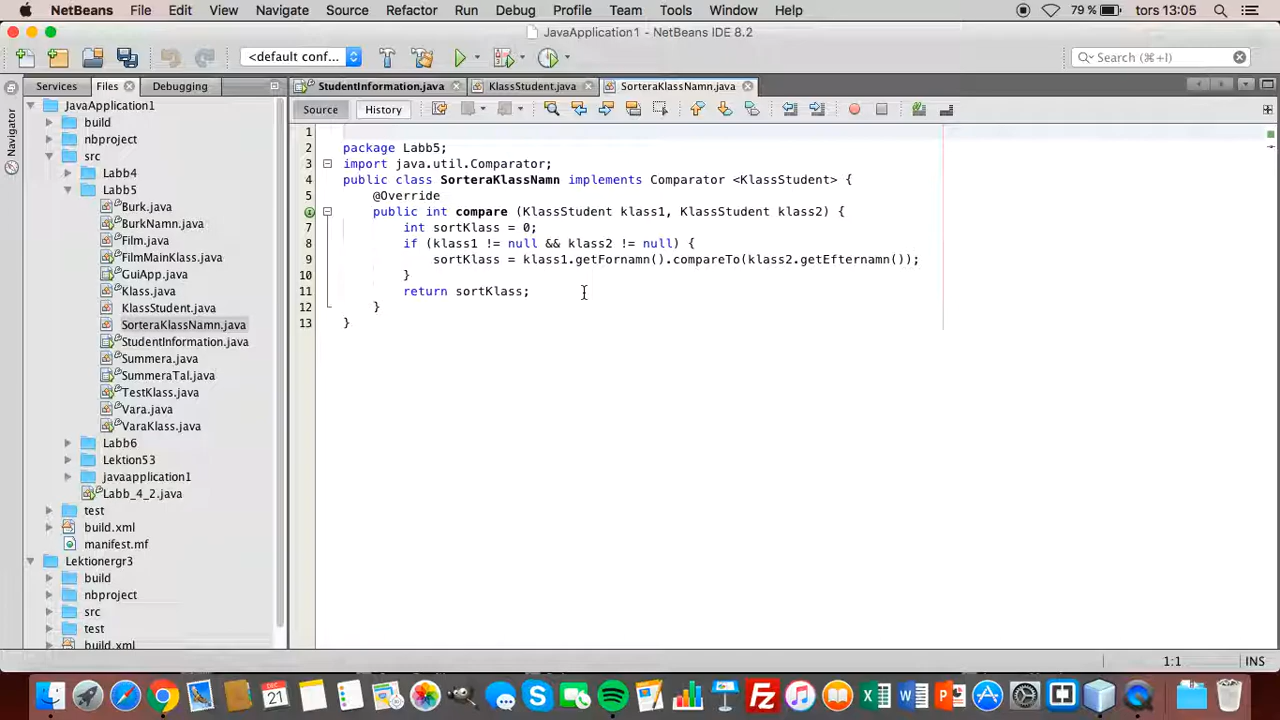 NetBeans File Edit View Navigate Source Refactor Run Debug Profile Team Tools Window Help 79 % tors 13:05
JavaApplication1 - NetBeans IDE 8.2
<default conf... Search (⌘+I)
Services Files Debugging StudentInformation.java KlassStudent.java SorteraKlassNamn.java
Source History
Navigator
JavaApplication1
build
nbproject
src
Labb4
Labb5
Burk.java
BurkNamn.java
Film.java
FilmMainKlass.java
GuiApp.java
Klass.java
KlassStudent.java
SorteraKlassNamn.java
StudentInformation.java
Summera.java
SummeraTal.java
TestKlass.java
Vara.java
VaraKlass.java
Labb6
Lektion53
javaapplication1
Labb_4_2.java
test
build.xml
manifest.mf
Lektionergr3
build
nbproject
src
test
build.xml
1
2 package Labb5;
3 import java.util.Comparator;
4 public class SorteraKlassNamn implements Comparator <KlassStudent> {
5 @Override
6 public int compare (KlassStudent klass1, KlassStudent klass2) {
7 int sortKlass = 0;
8 if (klass1 != null && klass2 != null) {
9 sortKlass = klass1.getFornamn().compareTo(klass2.getEfternamn());
10 }
11 return sortKlass;
12 }
13 }
1:1 INS
DEC
21